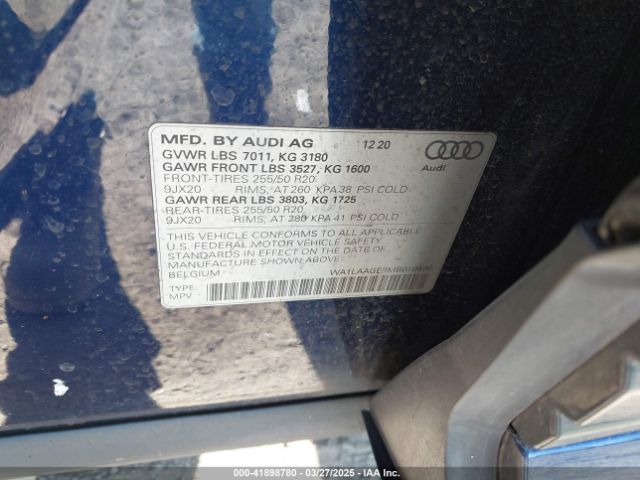 MFD. BY AUDI AG 12 20
GVWR LBS 7011, KG 3180
GAWR FRONT LBS 3527, KG 1600
FRONT-TIRES 255/50 R20
9JX20 RIMS, AT 260 KPA 38 PSI COLD
GAWR REAR LBS 3803, KG 1725
REAR-TIRES 255/50 R20
9JX20 RIMS, AT 280 KPA 41 PSI COLD
Audi
THIS VEHICLE CONFORMS TO ALL APPLICABLE
U.S. FEDERAL MOTOR VEHICLE SAFETY
STANDARDS IN EFFECT ON THE DATE OF
MANUFACTURE SHOWN ABOVE.
BELGIUM
TYPE:
MPV
000-41898780 - 03/27/2025 - IAA Inc.